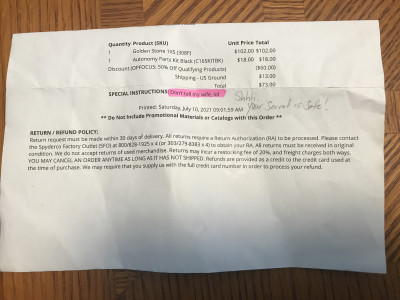 Quantity Product (SKU) Unit Price Total
1 Golden Stone 1X5 (308F) $102.00 $102.00
1 Autonomy Parts Kit Black (C165KITBK) $18.00 $18.00
Discount (OPFOCUS: 50% Off Qualifying Products) ($60.00)
Shipping - US Ground $13.00
Total $73.00
SPECIAL INSTRUCTIONS: Don't tell my wife, lol
Shhh,
your Secret is Safe!
Printed: Saturday, July 10, 2021 09:01:59 AM
** Do Not Include Promotional Materials or Catalogs with this Order **
RETURN / REFUND POLICY:
Return request must be made within 30 days of delivery. All returns require a Return Authorization (RA) to be processed. Please contact
the Spyderco Factory Outlet (SFO) at 800/828-1925 x 4 (or 303/279-8383 x 4) to obtain your RA. All returns must be received in original
condition. We do not accept returns of used merchandise. Returns may incur a restocking fee of 20%, and freight charges both ways.
YOU MAY CANCEL AN ORDER ANYTIME AS LONG AS IT HAS NOT SHIPPED. Refunds are provided as a credit to the credit card used at
the time of purchase. We may require that you supply us with the full credit card number in order to process your refund.